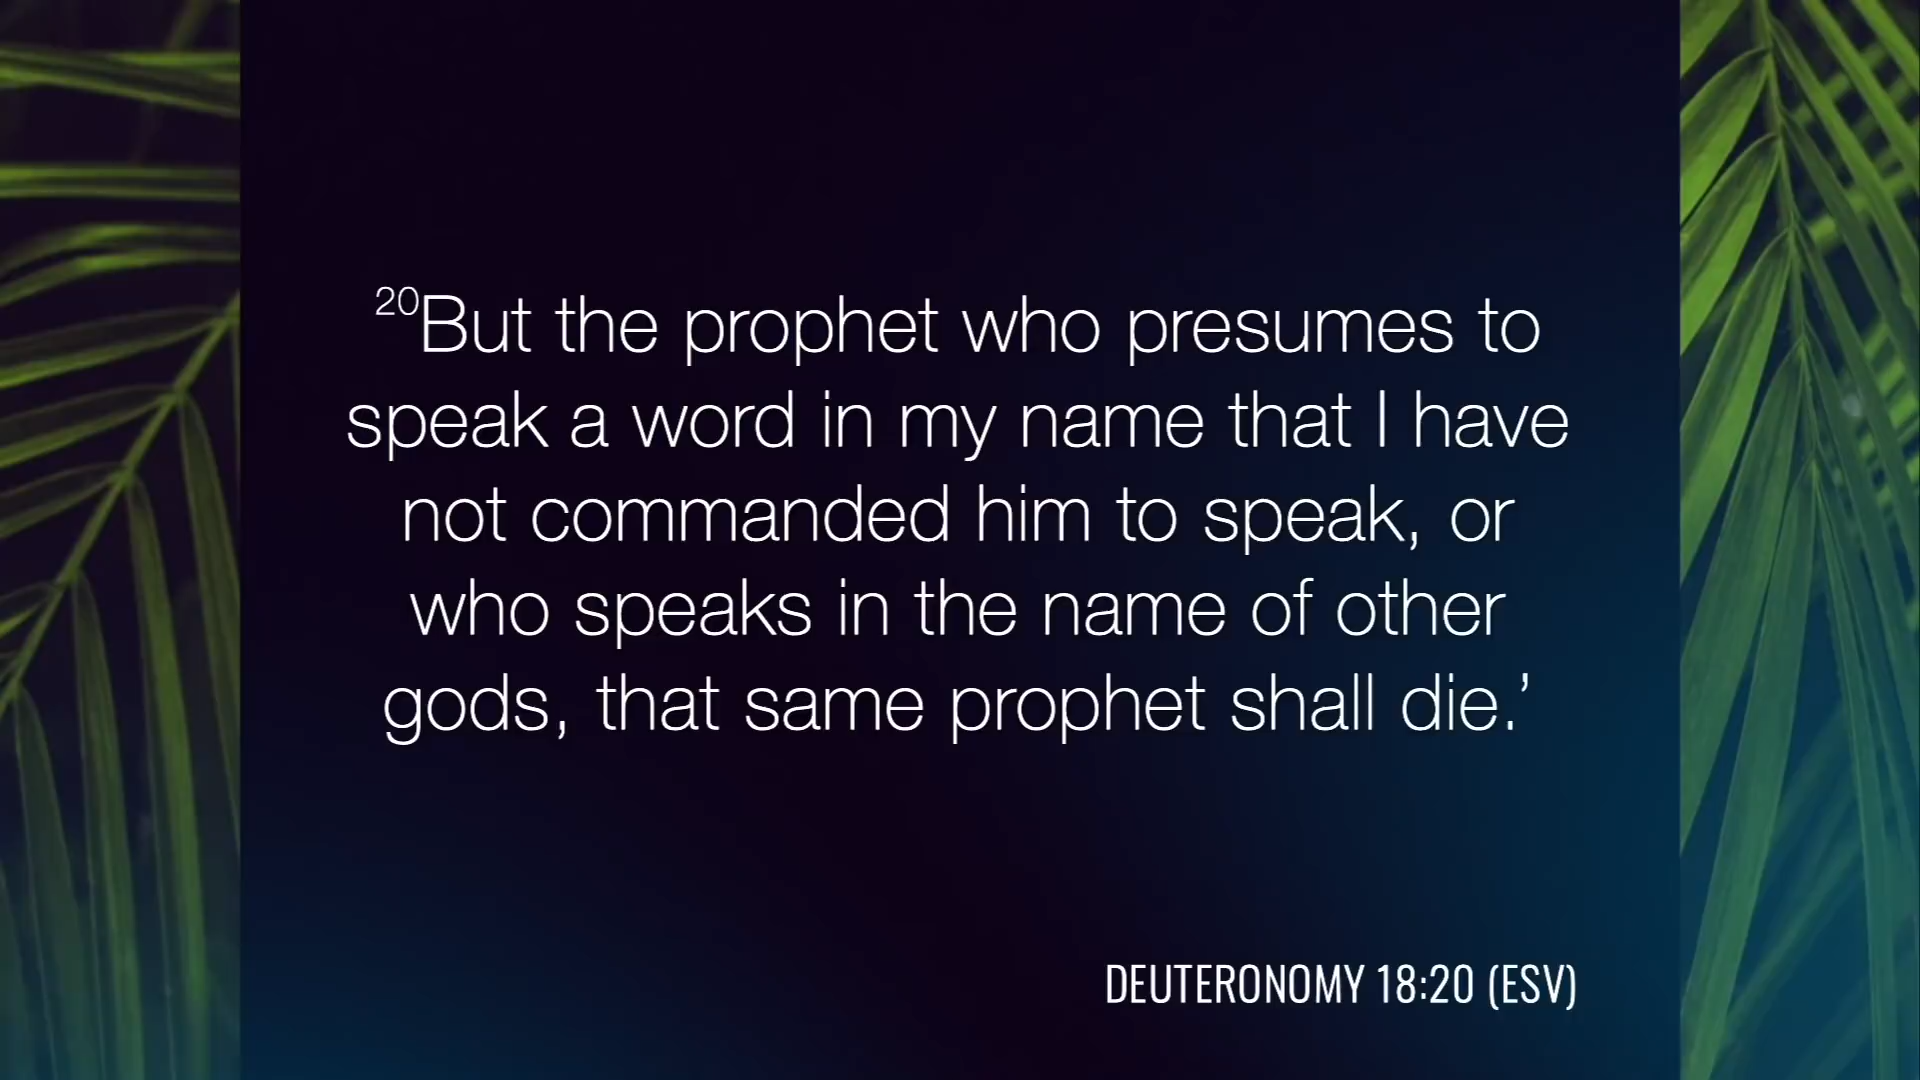 20But the prophet who presumes to
speak a word in my name that I have
not commanded him to speak, or
who speaks in the name of other
gods, that same prophet shall die.’
DEUTERONOMY 18:20 (ESV)